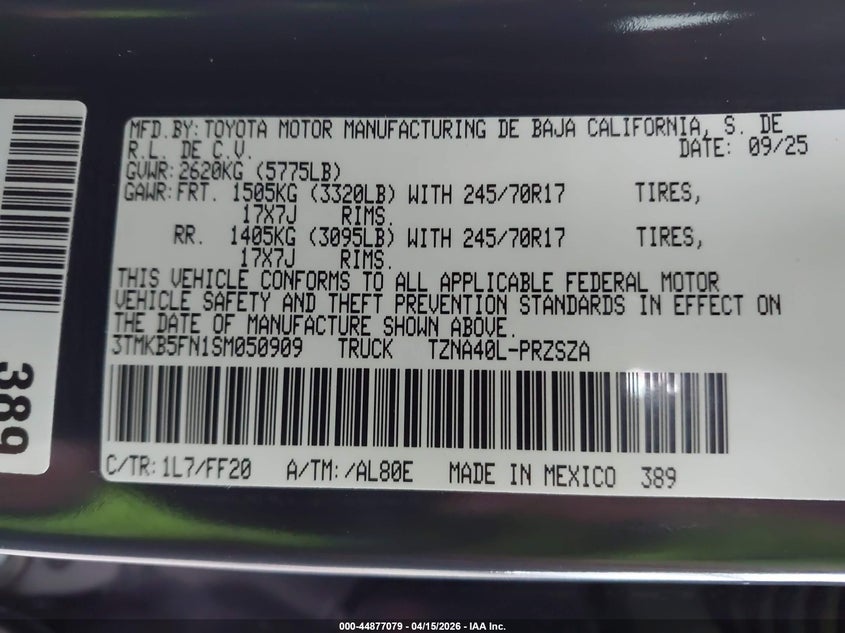 MFD.BY: TOYOTA MOTOR MANUFACTURING DE BAJA CALIFORNIA, S. DE
R.L. DE C.V. DATE: 09/25
GVWR: 2620KG (5775LB)
GAWR: FRT. 1505KG (3320LB) WITH 245/70R17 TIRES,
17X7J RIMS.
RR. 1405KG (3095LB) WITH 245/70R17 TIRES,
17X7J RIMS.
THIS VEHICLE CONFORMS TO ALL APPLICABLE FEDERAL MOTOR
VEHICLE SAFETY AND THEFT PREVENTION STANDARDS IN EFFECT ON
THE DATE OF MANUFACTURE SHOWN ABOVE.
3TMKB5FN1SM050909 TRUCK TZNA40L-PRZSZA
C/TR: 1L7/FF20 A/TM: /AL80E MADE IN MEXICO 389
389
000-44877079 - 04/15/2026 - IAA Inc.